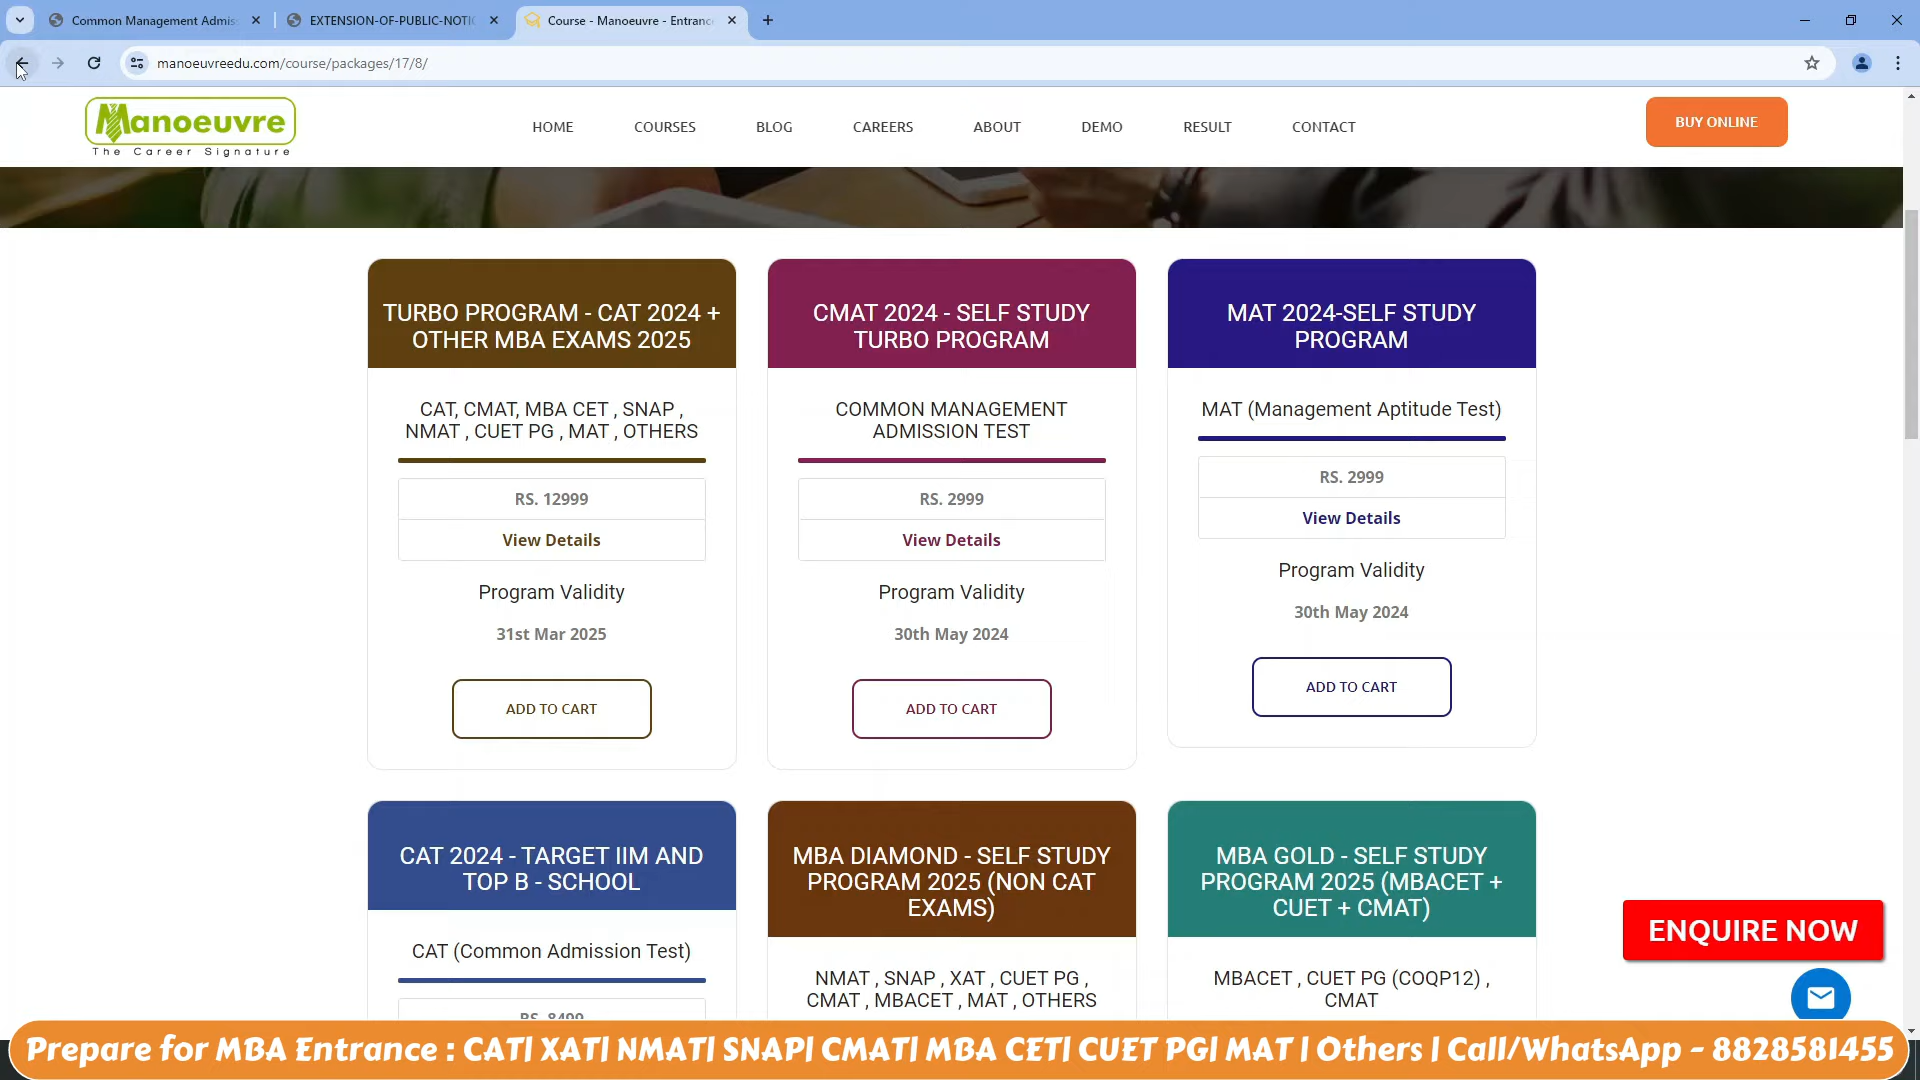 Common Management Admis
EXTENSION-OF-PUBLIC-NOTIC
Course - Manoeuvre - Entranc
manoeuvreedu.com/course/packages/17/8/
Manoeuvre
The Career Signature
HOME
COURSES
BLOG
CAREERS
ABOUT
DEMO
RESULT
CONTACT
BUY ONLINE
TURBO PROGRAM - CAT 2024 +
OTHER MBA EXAMS 2025
CAT, CMAT, MBA CET , SNAP ,
NMAT , CUET PG , MAT , OTHERS
RS. 12999
View Details
Program Validity
31st Mar 2025
ADD TO CART
CMAT 2024 - SELF STUDY
TURBO PROGRAM
COMMON MANAGEMENT
ADMISSION TEST
RS. 2999
View Details
Program Validity
30th May 2024
ADD TO CART
MAT 2024-SELF STUDY
PROGRAM
MAT (Management Aptitude Test)
RS. 2999
View Details
Program Validity
30th May 2024
ADD TO CART
CAT 2024 - TARGET IIM AND
TOP B - SCHOOL
CAT (Common Admission Test)
RS. 8499
MBA DIAMOND - SELF STUDY
PROGRAM 2025 (NON CAT
EXAMS)
NMAT , SNAP , XAT , CUET PG ,
CMAT , MBACET , MAT , OTHERS
MBA GOLD - SELF STUDY
PROGRAM 2025 (MBACET +
CUET + CMAT)
MBACET , CUET PG (COQP12) ,
CMAT
ENQUIRE NOW
Prepare for MBA Entrance : CAT| XAT| NMAT| SNAP| CMAT| MBA CET| CUET PG| MAT | Others | Call/WhatsApp - 8828581455